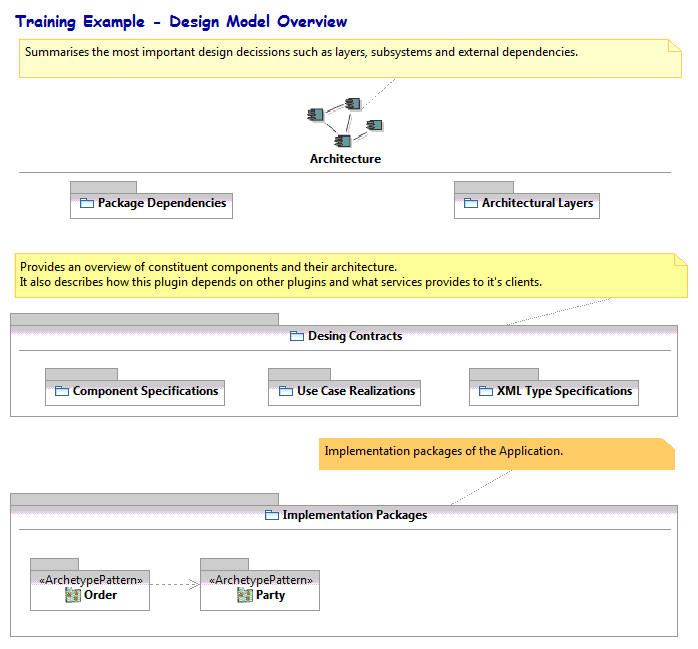 Training Example - Design Model Overview
Summarises the most important design decissions such as layers, subsystems and external dependencies.
Architecture
Package Dependencies
Architectural Layers
Provides an overview of constituent components and their architecture.
It also describes how this plugin depends on other plugins and what services provides to it's clients.
Desing Contracts
Component Specifications
Use Case Realizations
XML Type Specifications
Implementation packages of the Application.
Implementation Packages
«ArchetypePattern»
Order
«ArchetypePattern»
Party